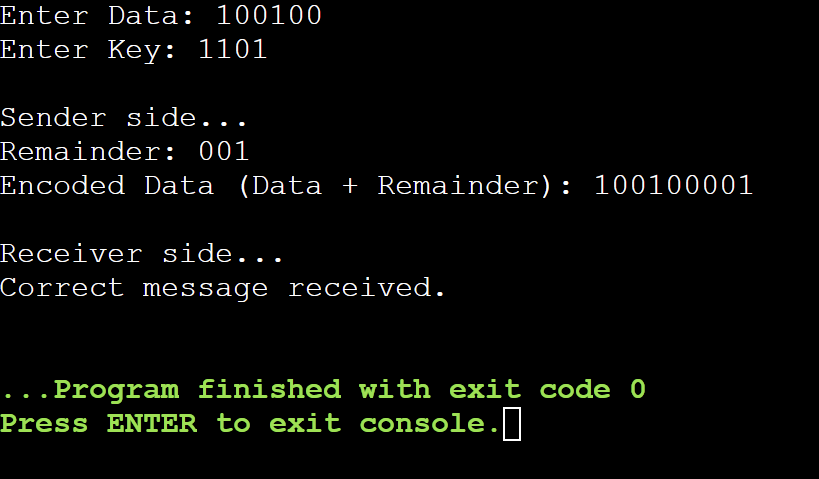 Enter Data: 100100
Enter Key: 1101
Sender side...
Remainder: 001
Encoded Data (Data + Remainder): 100100001
Receiver side...
Correct message received.
...Program finished with exit code 0
Press ENTER to exit console.